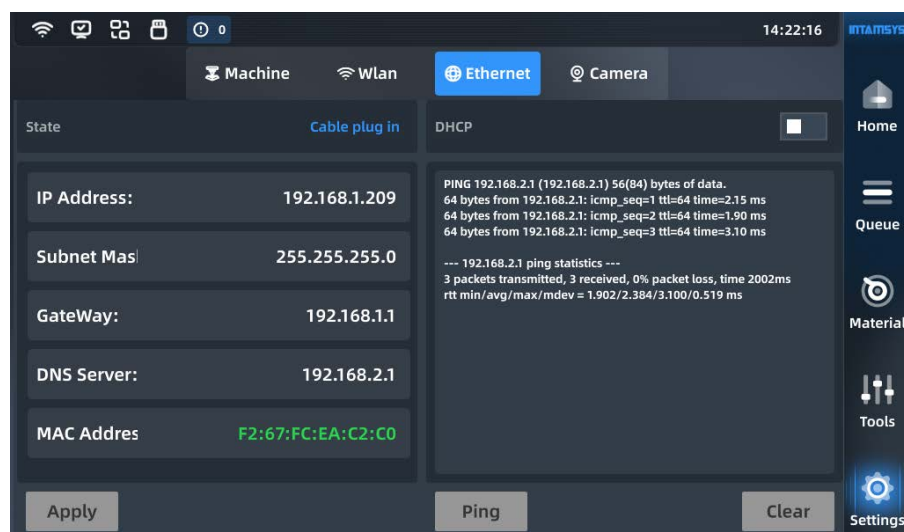 0
14:22:16
INTAMSYS
Machine
Wlan
Ethernet
Camera
Home
State
Cable plug in
DHCP
IP Address:
192.168.1.209
Subnet Mas
255.255.255.0
GateWay:
192.168.1.1
DNS Server:
192.168.2.1
MAC Addres
F2:67:FC:EA:C2:C0
PING 192.168.2.1 (192.168.2.1) 56(84) bytes of data.
64 bytes from 192.168.2.1: icmp_seq=1 ttl=64 time=2.15 ms
64 bytes from 192.168.2.1: icmp_seq=2 ttl=64 time=1.90 ms
64 bytes from 192.168.2.1: icmp_seq=3 ttl=64 time=3.10 ms
--- 192.168.2.1 ping statistics ---
3 packets transmitted, 3 received, 0% packet loss, time 2002ms
rtt min/avg/max/mdev = 1.902/2.384/3.100/0.519 ms
Queue
Material
Tools
Settings
Apply
Ping
Clear